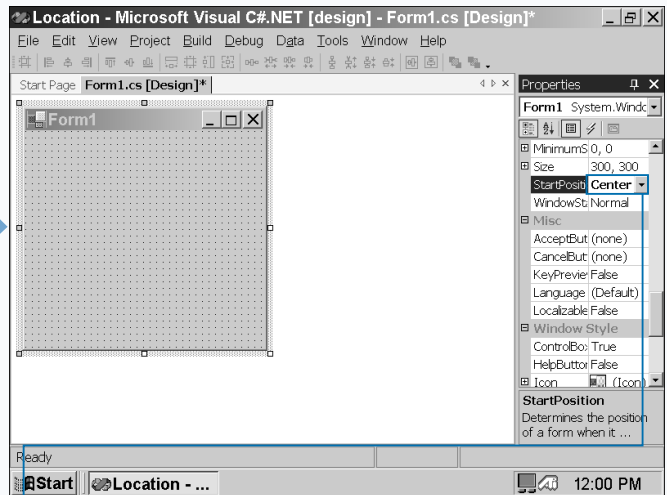 Location - Microsoft Visual C#.NET [design] - Form1.cs [Design]*
File Edit View Project Build Debug Data Tools Window Help
Start Page Form1.cs [Design]*
Form1
Properties
Form1 System.Windc
MinimumS 0, 0
Size 300, 300
StartPositi Center
WindowSt: Normal
Misc
AcceptBut (none)
CancelBut (none)
KeyPreviev False
Language (Default)
Localizable False
Window Style
ControlBo: True
HelpButtor False
Icon (Icon)
StartPosition
Determines the position
of a form when it ...
Ready
Start Location - ... 12:00 PM